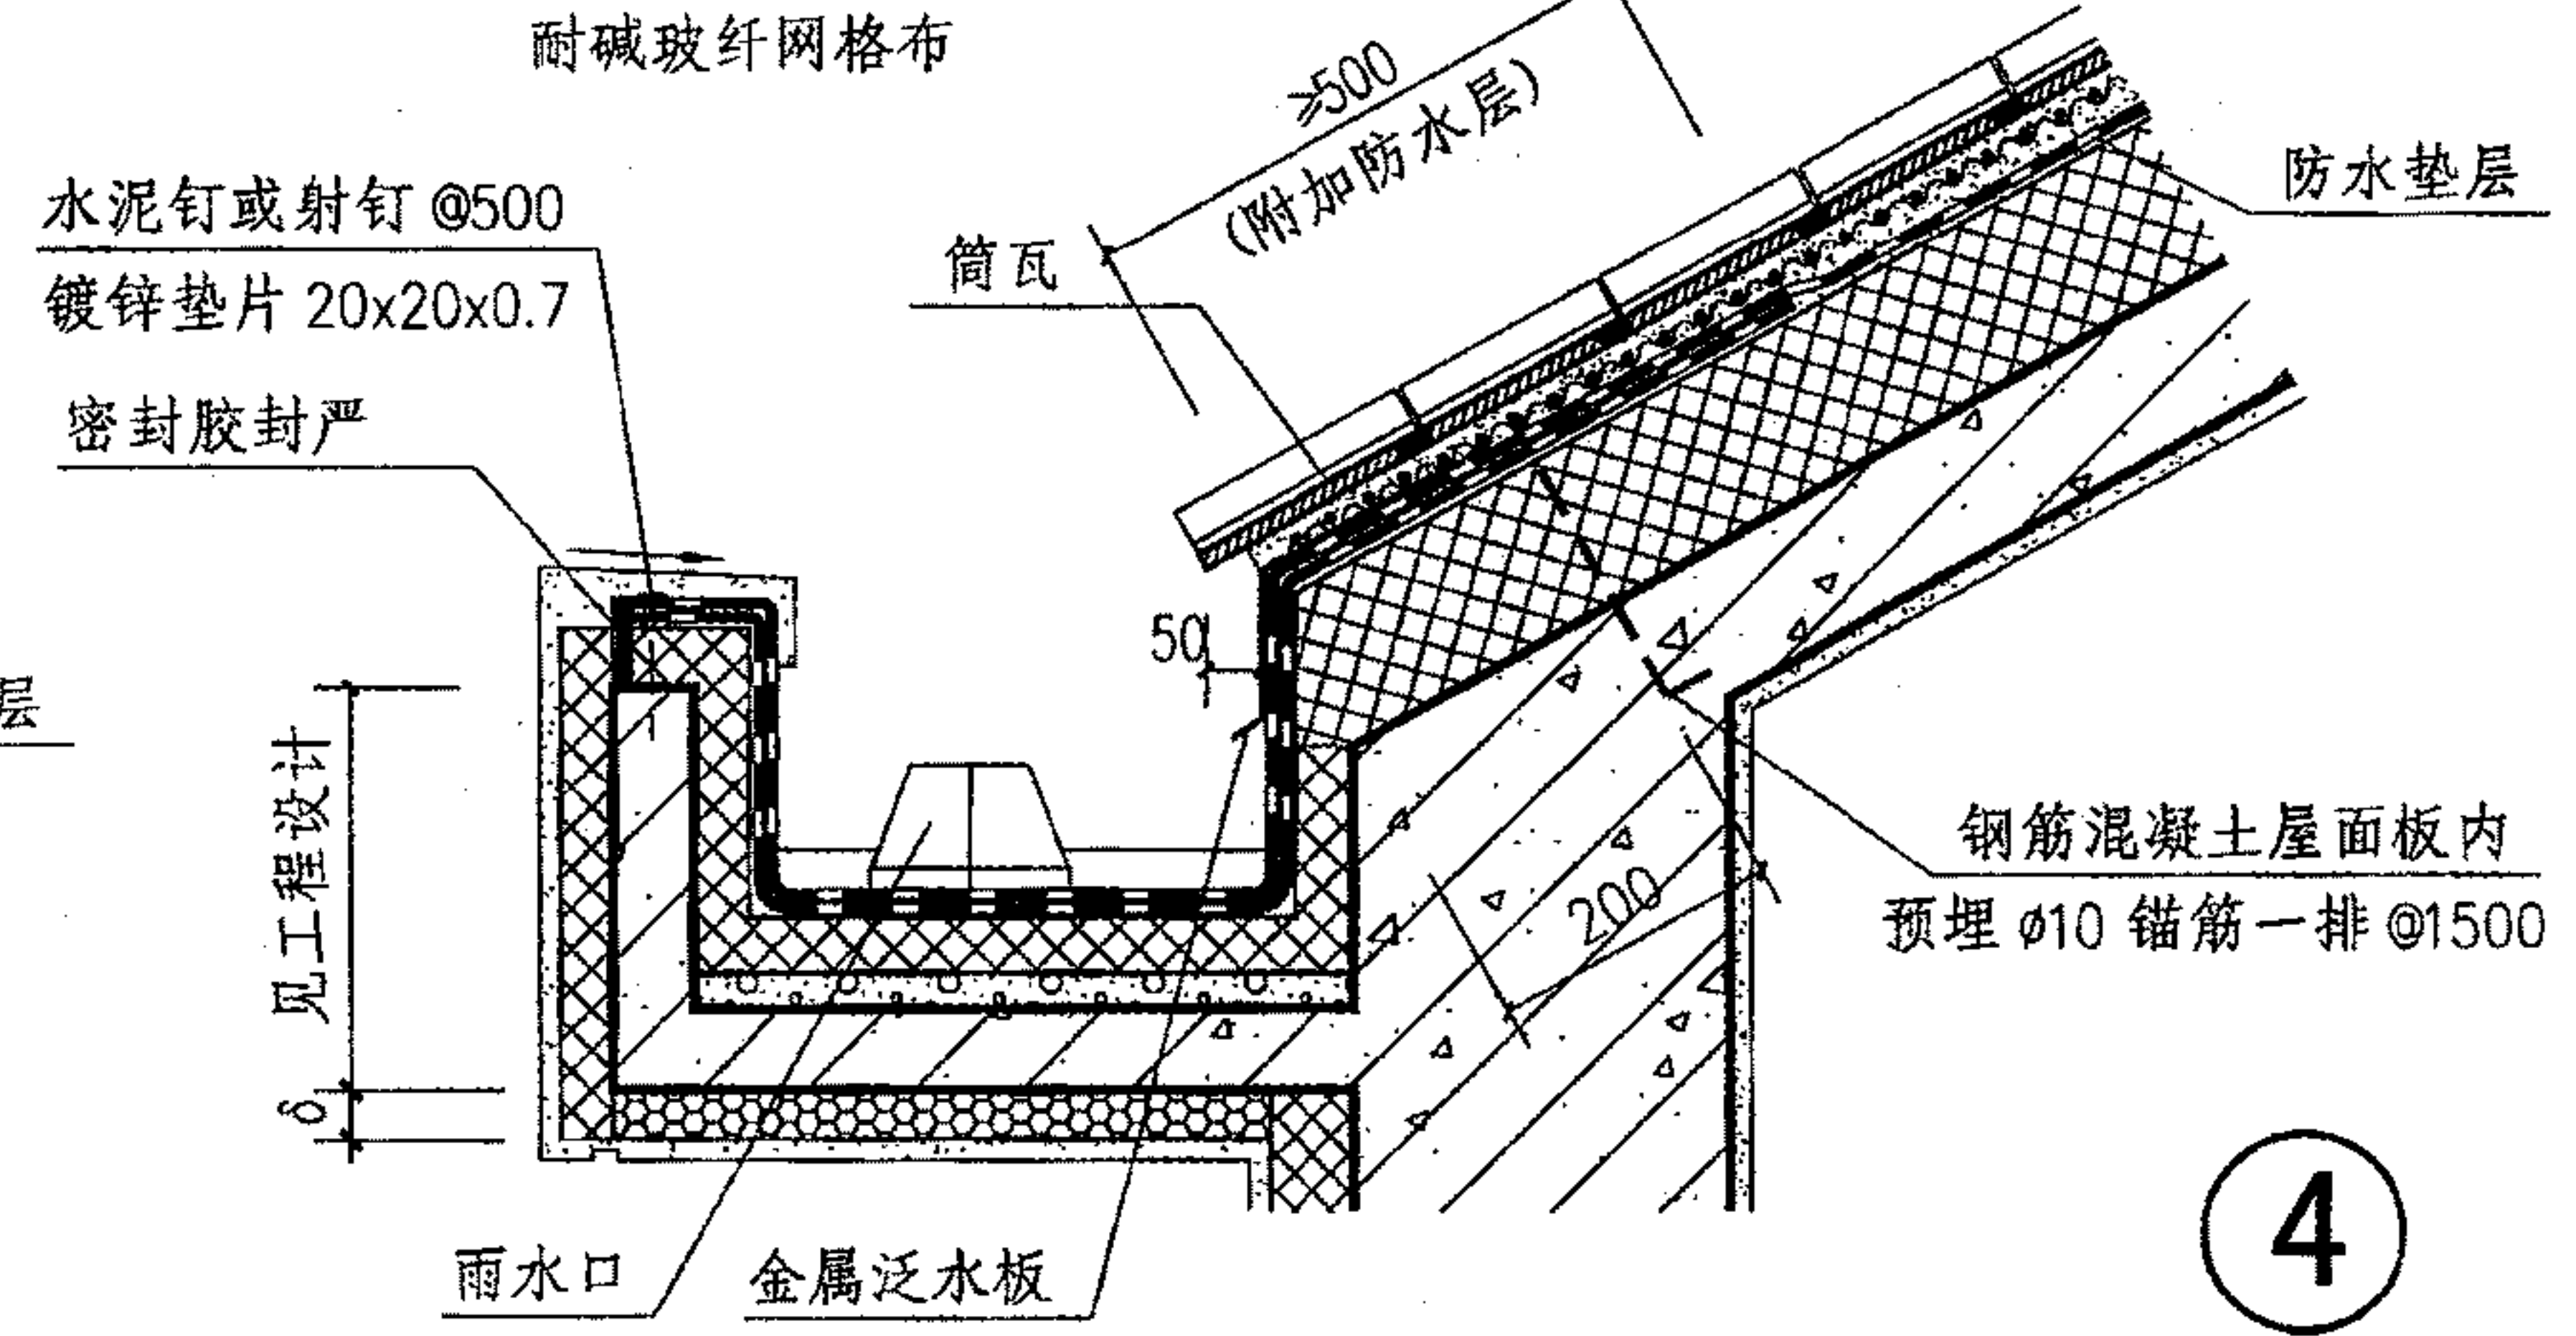 耐碱玻纤网格布
≥500
(附加防水层)
防水垫层
水泥钉或射钉 @500
镀锌垫片 20x20x0.7
筒瓦
密封胶封严
50
层
见工程设计
δ
200
钢筋混凝土屋面板内
预埋 ø10 锚筋一排 @1500
雨水口
金属泛水板
4